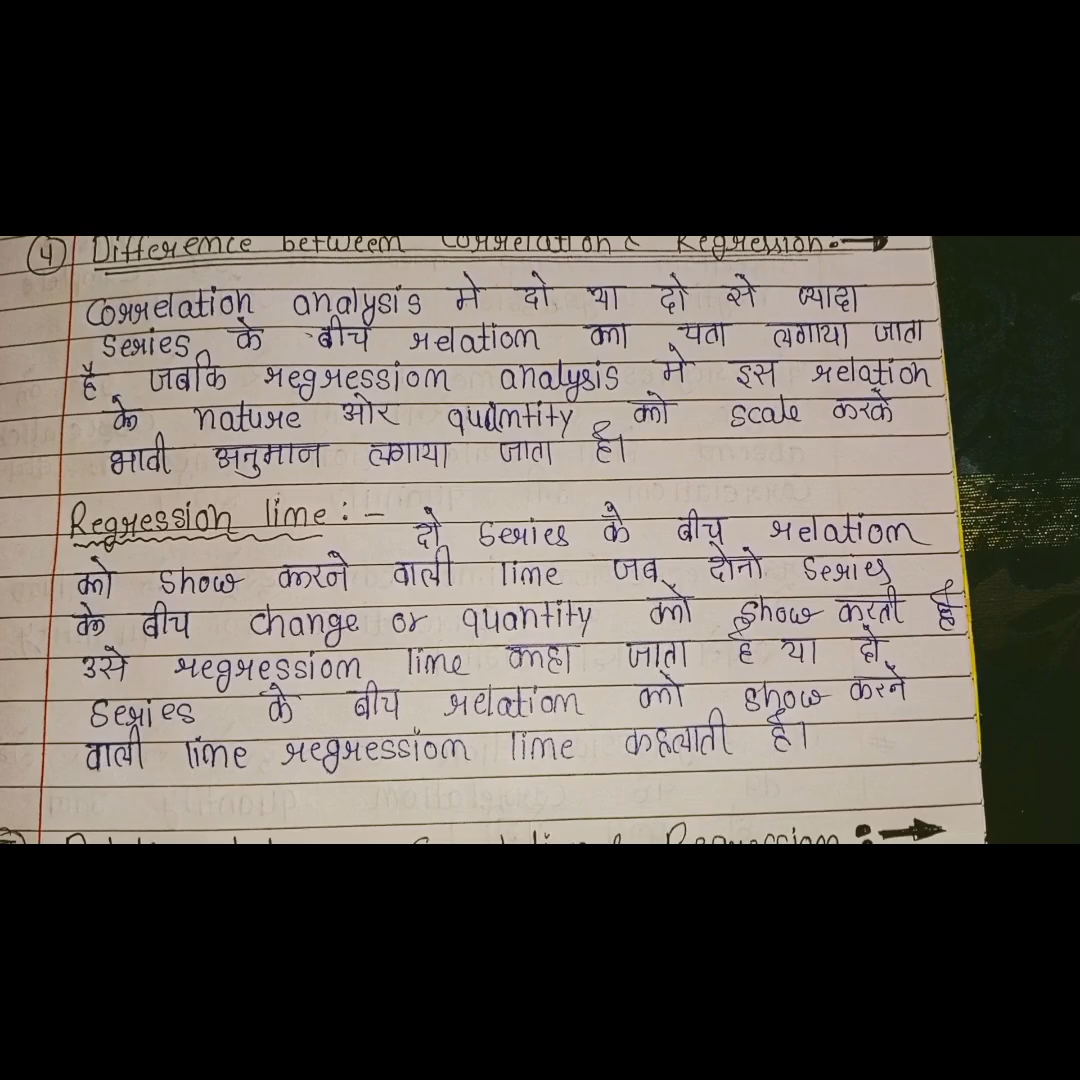 4 Difference between Correlation & Regression:→
Correlation analysis मे दो या दो से ज्यादा
series के बीच relation का पता लगाया जाता
है जबकि regression analysis मे इस relation
के nature ओर quantity को scale करके
भावी अनुमान लगाया जाता है।
Regression line:-
दो series के बीच relation
को show करने वाली line जब दोनो series
के बीच change or quantity को show करती है
उसे regression line कहा जाता है या दो
series के बीच relation को show करने
वाली line regression line कहलाती है।
Regression:→